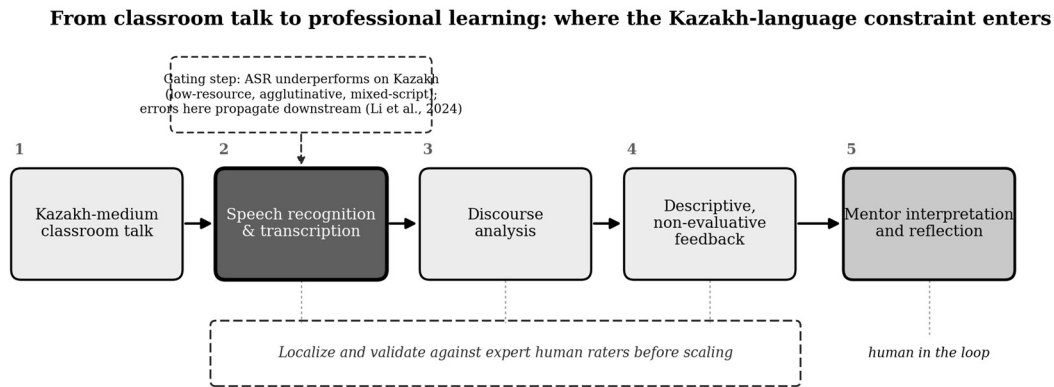 From classroom talk to professional learning: where the Kazakh-language constraint enters
Gating step: ASR underperforms on Kazakh
(low-resource, agglutinative, mixed-script);
errors here propagate downstream (Li et al., 2024)
1
2
3
4
5
Kazakh-medium
classroom talk
Speech recognition
& transcription
Discourse
analysis
Descriptive,
non-evaluative
feedback
Mentor interpretation
and reflection
Localize and validate against expert human raters before scaling
human in the loop